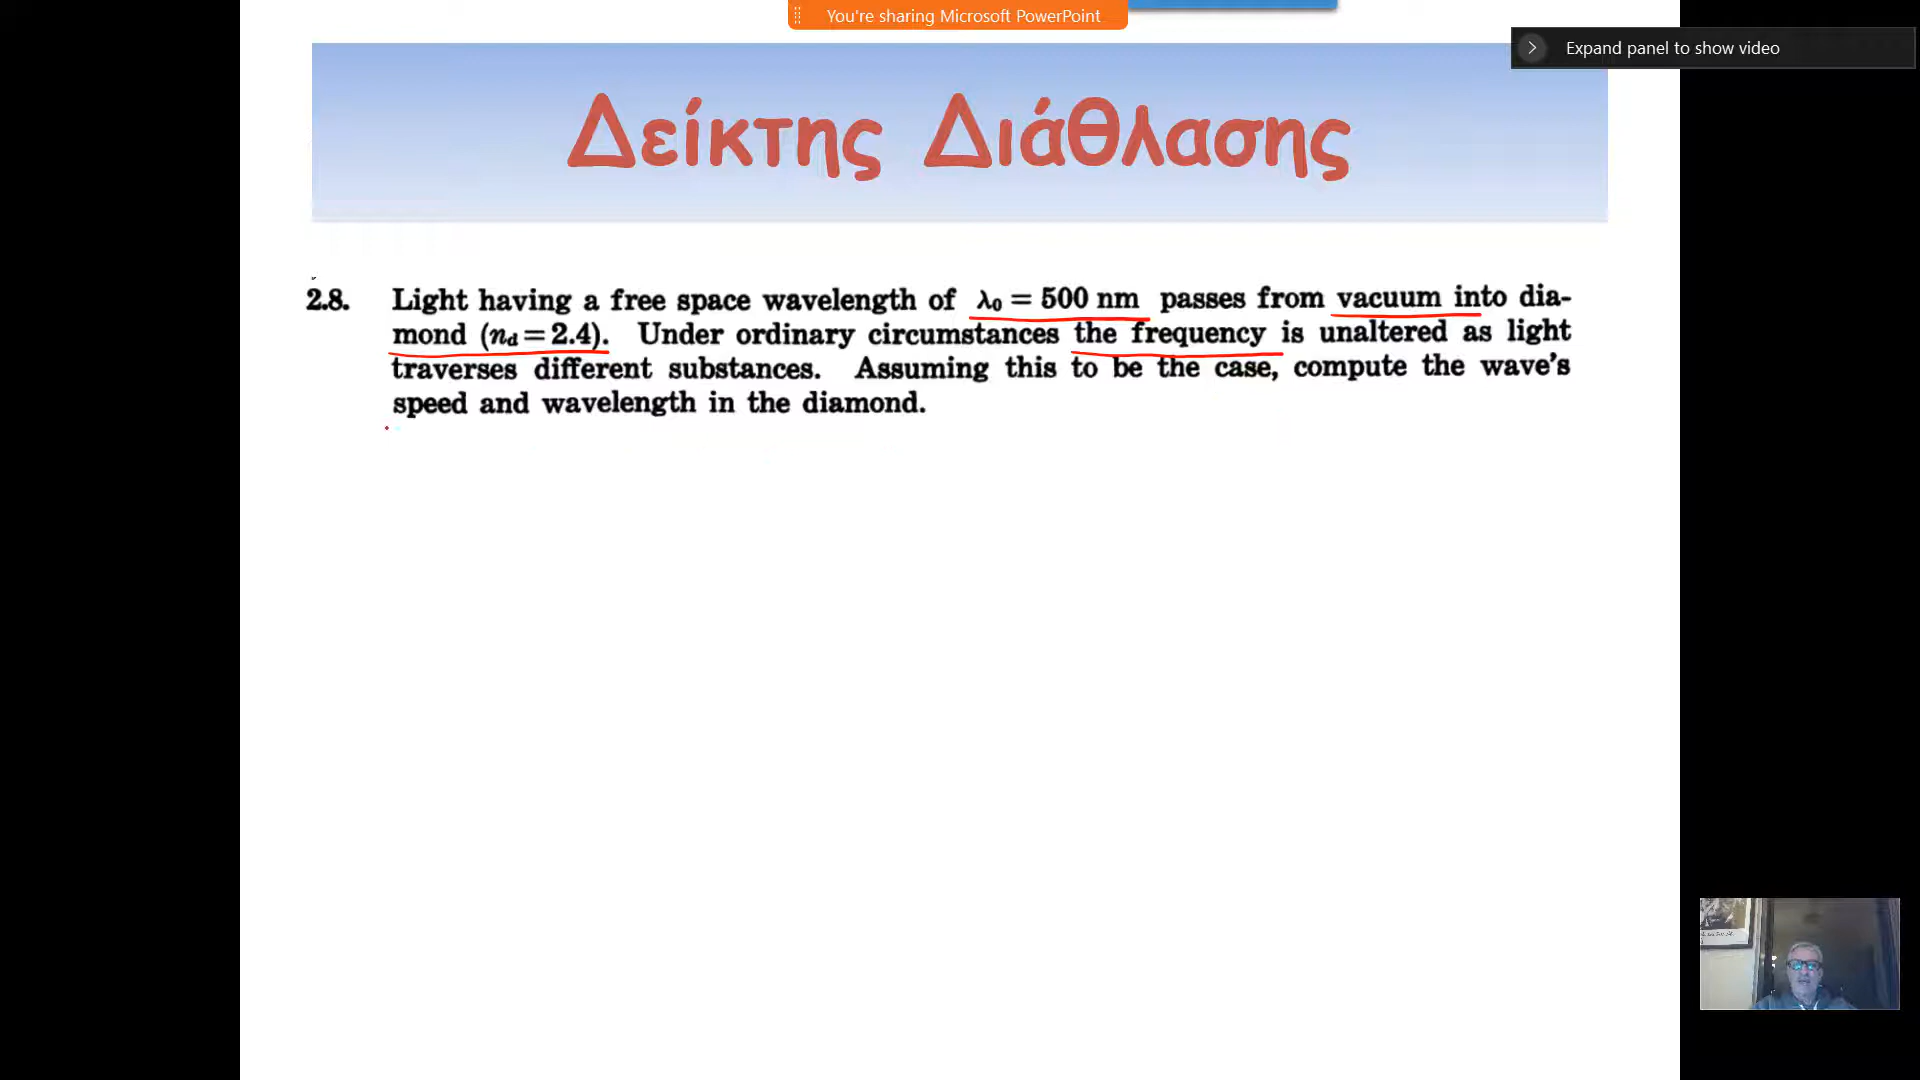 You're sharing Microsoft PowerPoint
Expand panel to show video
Δείκτης Διάθλασης
2.8. Light having a free space wavelength of λ₀ = 500 nm passes from vacuum into dia-
mond (n_d = 2.4). Under ordinary circumstances the frequency is unaltered as light
traverses different substances. Assuming this to be the case, compute the wave's
speed and wavelength in the diamond.